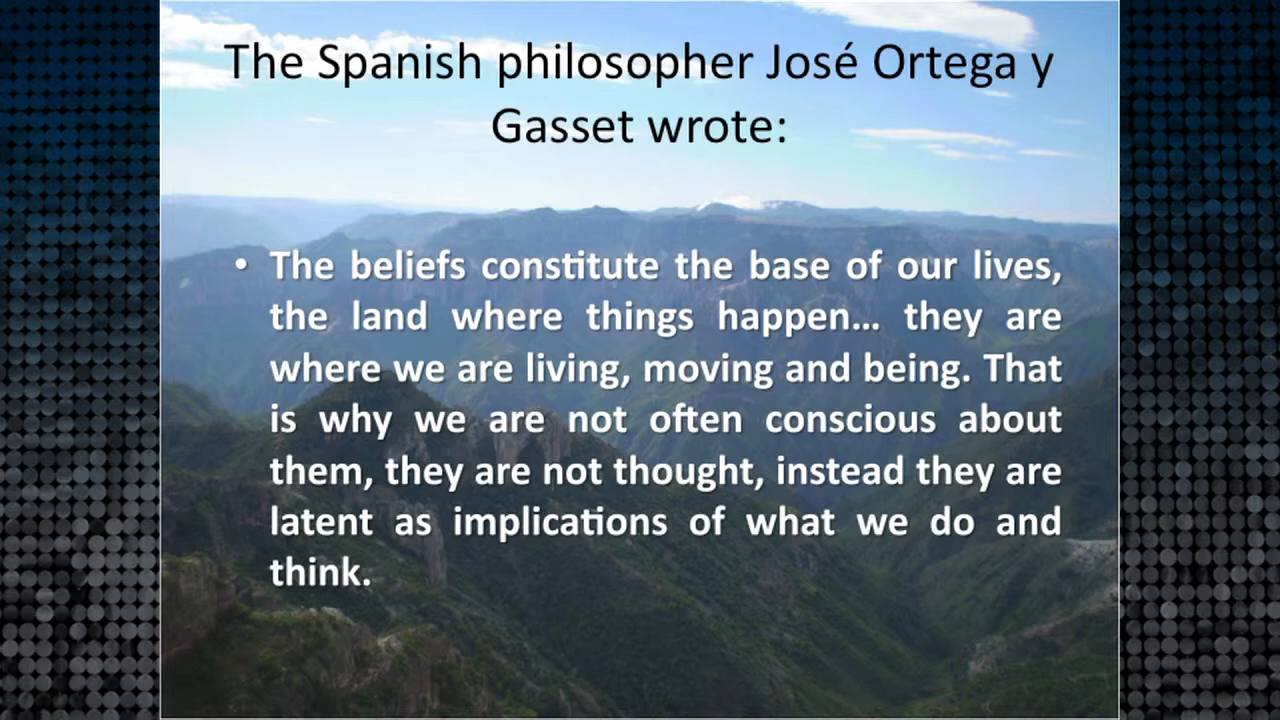 The Spanish philosopher José Ortega y
Gasset wrote:
• The beliefs constitute the base of our lives,
the land where things happen… they are
where we are living, moving and being. That
is why we are not often conscious about
them, they are not thought, instead they are
latent as implications of what we do and
think.